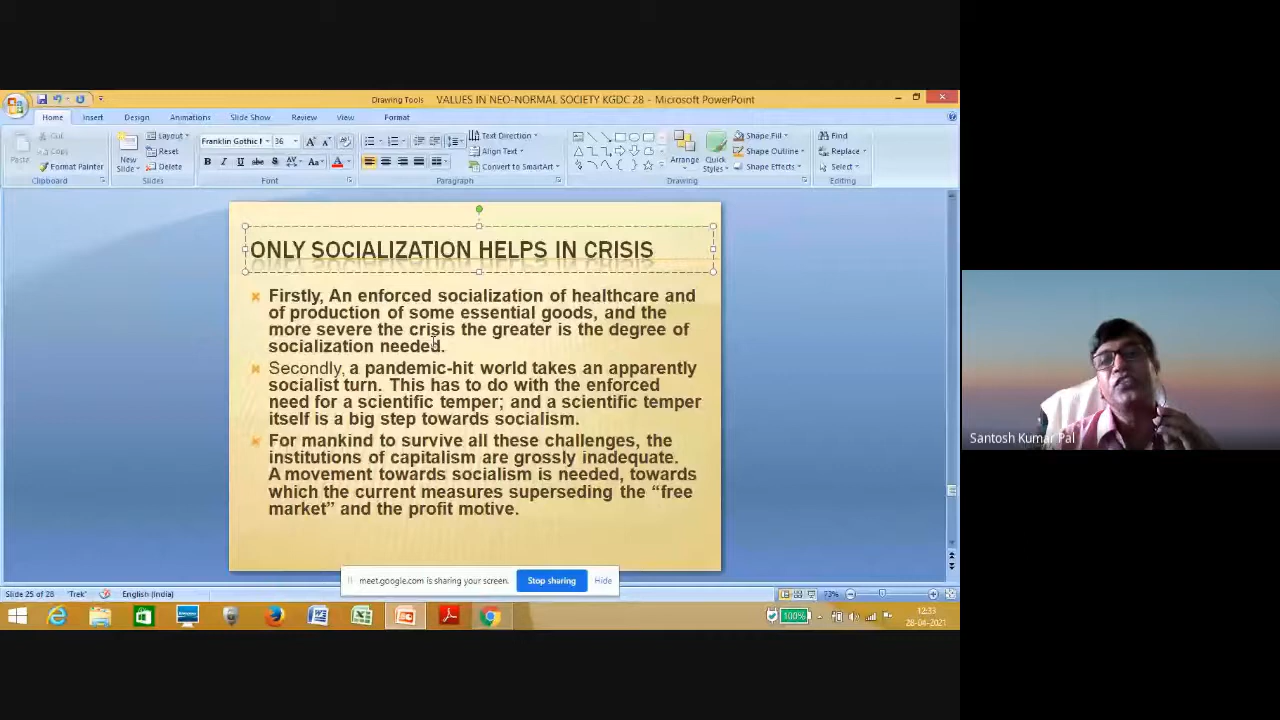 Drawing Tools
VALUES IN NEO-NORMAL SOCIETY KGDC 28 - Microsoft PowerPoint
Home Insert Design Animations Slide Show Review View Format
Paste
Cut
Copy
Format Painter
Clipboard
New Slide
Layout
Reset
Delete
Slides
Franklin Gothic 36
B I U abc S AV Aa A
Font
Text Direction
Align Text
Convert to SmartArt
Paragraph
Arrange
Quick Styles
Shape Fill
Shape Outline
Shape Effects
Drawing
Find
Replace
Select
Editing
ONLY SOCIALIZATION HELPS IN CRISIS
Firstly, An enforced socialization of healthcare and
of production of some essential goods, and the
more severe the crisis the greater is the degree of
socialization needed.
Secondly, a pandemic-hit world takes an apparently
socialist turn. This has to do with the enforced
need for a scientific temper; and a scientific temper
itself is a big step towards socialism.
For mankind to survive all these challenges, the
institutions of capitalism are grossly inadequate.
A movement towards socialism is needed, towards
which the current measures superseding the “free
market” and the profit motive.
meet.google.com is sharing your screen. Stop sharing Hide
Slide 25 of 28 "Trek" English (India) 73%
100%
12:33
28-04-2021
Santosh Kumar Pal